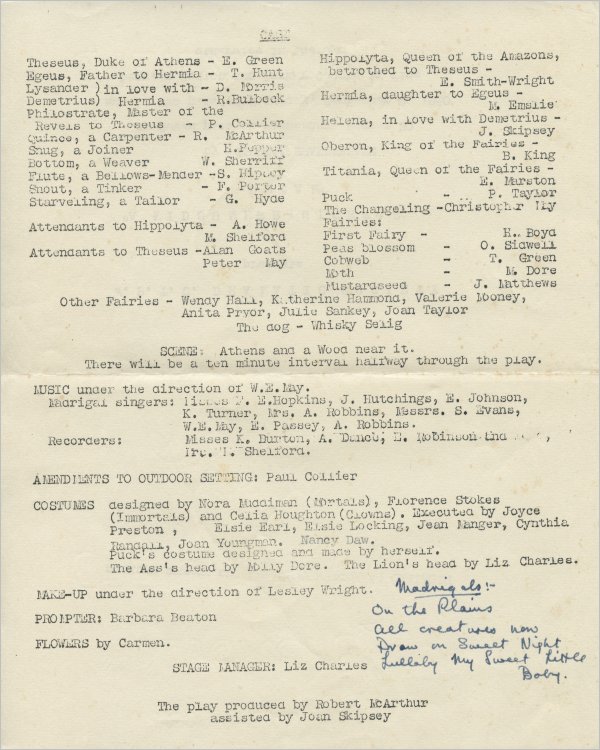 CAST
Theseus, Duke of Athens - E. Green
Egeus, Father to Hermia - T. Hunt
Lysander ) in love with - D. Morris
Demetrius) Hermia - R.Bulbeck
Philostrate, Master of the
Revels to Theseus - P. Collier
Quince, a Carpenter - R. McArthur
Snug, a Joiner H.Pepper
Bottom, a Weaver W. Sherriff
Flute, a Bellows-Mender - S.
Snout, a Tinker - F. Porter
Starveling, a Tailor - G. Hyde
Attendants to Hippolyta - A. Howe
M. Shelford
Attendants to Theseus - Alan Coats
Peter May
Hippolyta, Queen of the Amazons,
betrothed to Theseus -
E. Smith-Wright
Hermia, daughter to Egeus -
M. Emslie
Helena, in love with Demetrius -
J. Skipsey
Oberon, King of the Fairies -
B. King
Titania, Queen of the Fairies -
E. Marston
Puck - P. Taylor
The Changeling - Christopher
Fairies:
First Fairy - H. Boyd
Peas blossom - O. Sidwell
Cobweb - T. Green
Moth - M. Dore
Mustardseed - J. Matthews
Other Fairies - Wendy Hall, Katherine Hammond, Valerie Mooney,
Anita Pryor, Julie Sankey, Joan Taylor
The dog - Whisky Selig
SCENE: Athens and a Wood near it.
There will be a ten minute interval halfway through the play.
MUSIC under the direction of W.E.May.
Madrigal singers: Misses P. E.Hopkins, J. Hutchings, E. Johnson,
K. Turner, Mrs. A. Robbins, Messrs. S. Evans,
W.E.May, E. Passey, A. Robbins.
Recorders: Misses K. Burton, A. E. Robinson and
Shelford.
AMENDMENTS TO OUTDOOR SETTING: Paul Collier
COSTUMES designed by Nora Muddiman (Mortals), Florence Stokes
(Immortals) and Celia Houghton (Clowns). Executed by Joyce
Preston , Elsie Earl, Elsie Locking, Jean Manger, Cynthia
Randall, Joan Youngman. Nancy Daw.
Puck's costume designed and made by herself.
The Ass's head by Molly Dore. The Lion's head by Liz Charles.
MAKE-UP under the direction of Lesley Wright.
PROMPTER: Barbara Beaton
FLOWERS by Carmen.
STAGE MANAGER: Liz Charles
Madrigals:-
On the Plains
All creatures now
Draw on Sweet Night
Lullaby My Sweet Little
Baby.
The play produced by Robert McArthur
assisted by Joan Skipsey